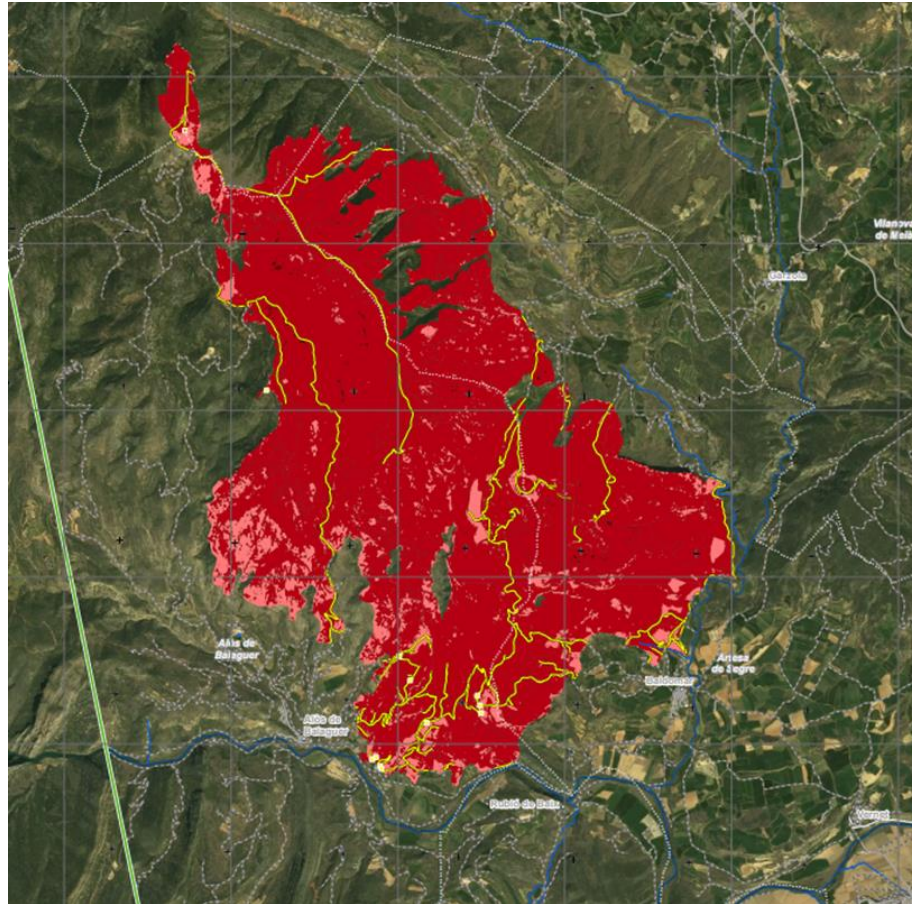 Vilanova
de Meià
Gàrzola
Alòs de
Balaguer
Artesa
de Segre
Baldomar
Alòs de
Balaguer
Rubió de Baix
Vernet